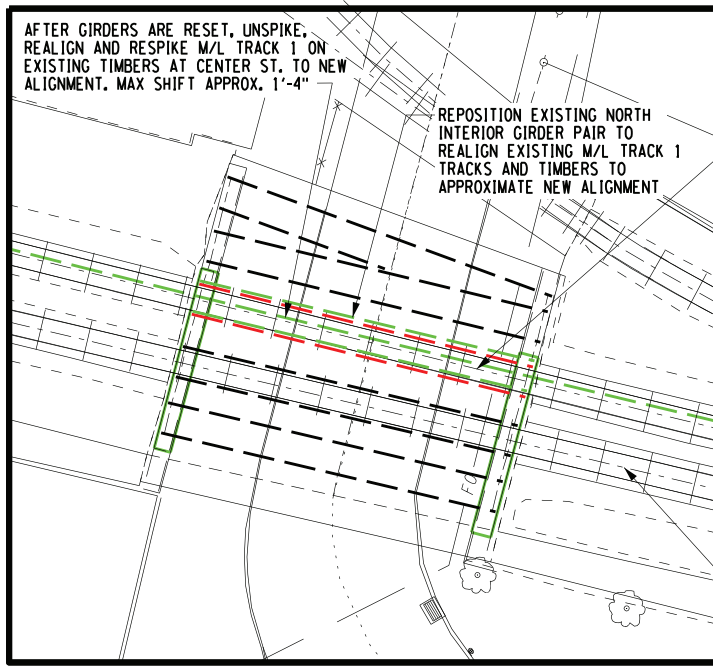 AFTER GIRDERS ARE RESET, UNSPIKE,
REALIGN AND RESPIKE M/L TRACK 1 ON
EXISTING TIMBERS AT CENTER ST. TO NEW
ALIGNMENT. MAX SHIFT APPROX. 1'-4"
REPOSITION EXISTING NORTH
INTERIOR GIRDER PAIR TO
REALIGN EXISTING M/L TRACK 1
TRACKS AND TIMBERS TO
APPROXIMATE NEW ALIGNMENT
FO